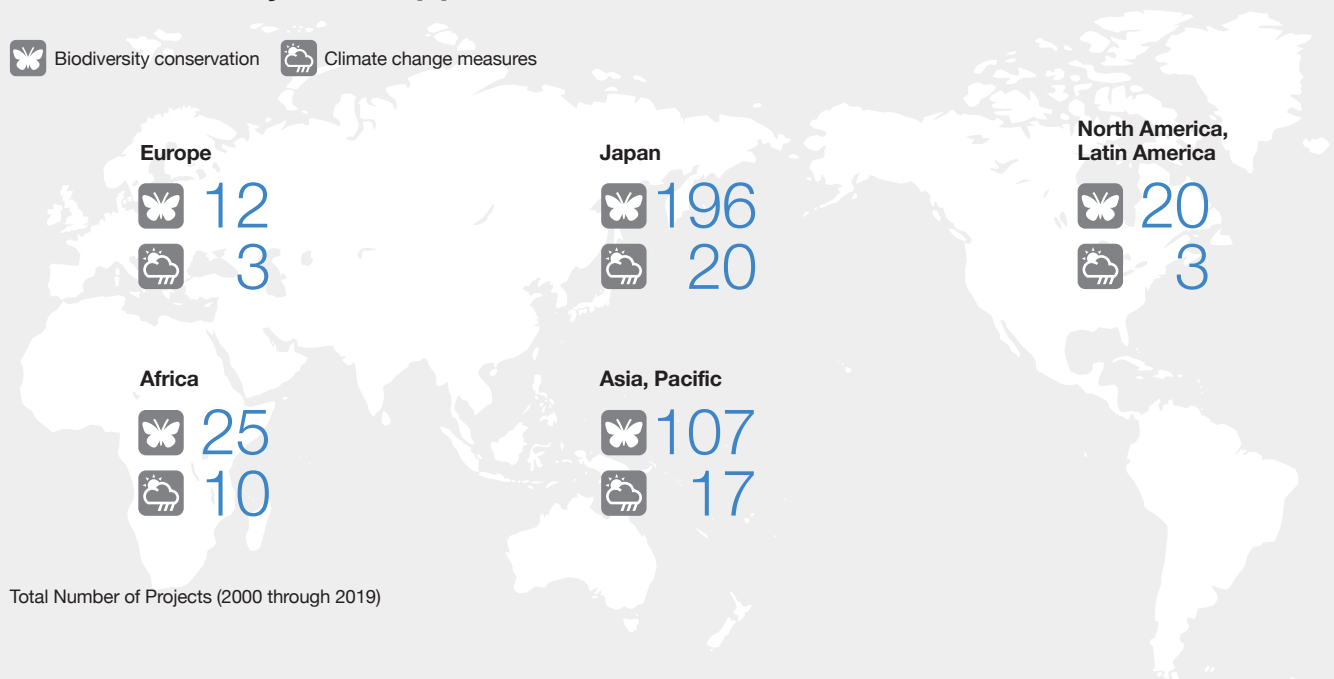 Biodiversity conservation
Climate change measures
Europe
12
3
Japan
196
20
North America,
Latin America
20
3
Africa
25
10
Asia, Pacific
107
17
Total Number of Projects (2000 through 2019)